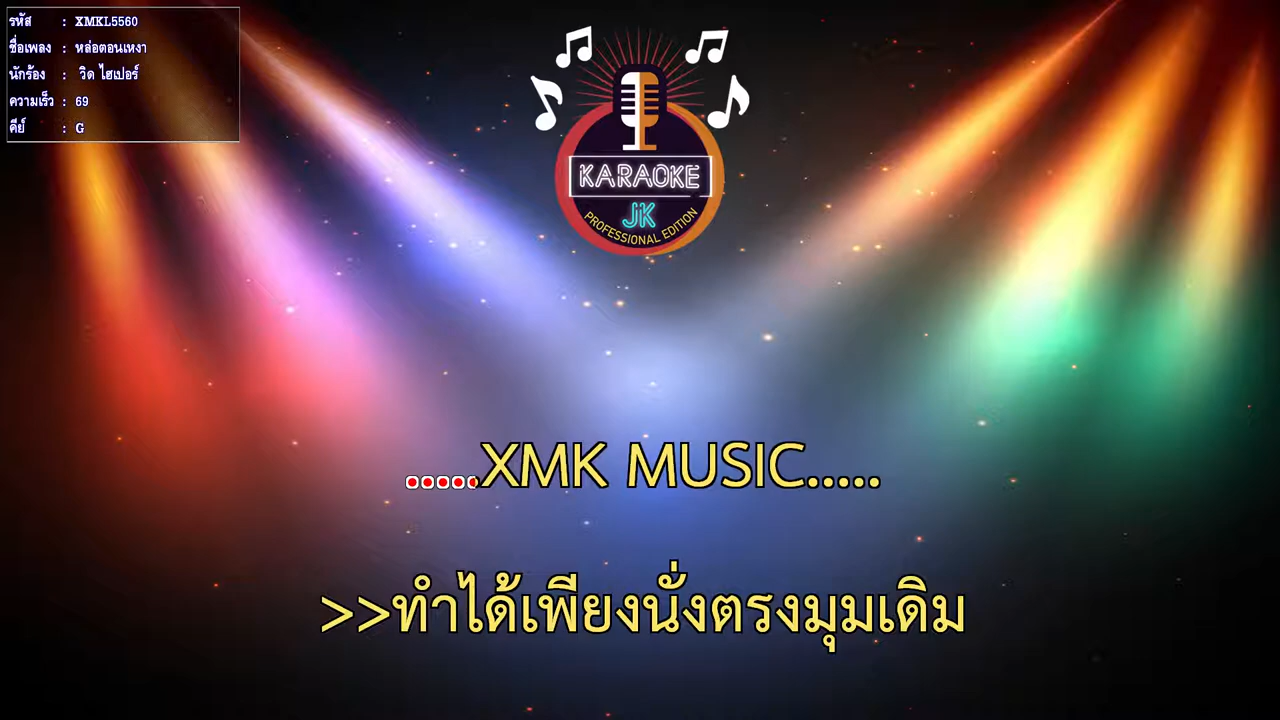 รหัส : XMKL5560
ชื่อเพลง : หล่อตอนเหงา
นักร้อง : วิด ไฮเปอร์
ความเร็ว : 69
คีย์ : G
KARAOKE
JK
PROFESSIONAL EDITION
.....XMK MUSIC.....
>>ทำได้เพียงนั่งตรงมุมเดิม